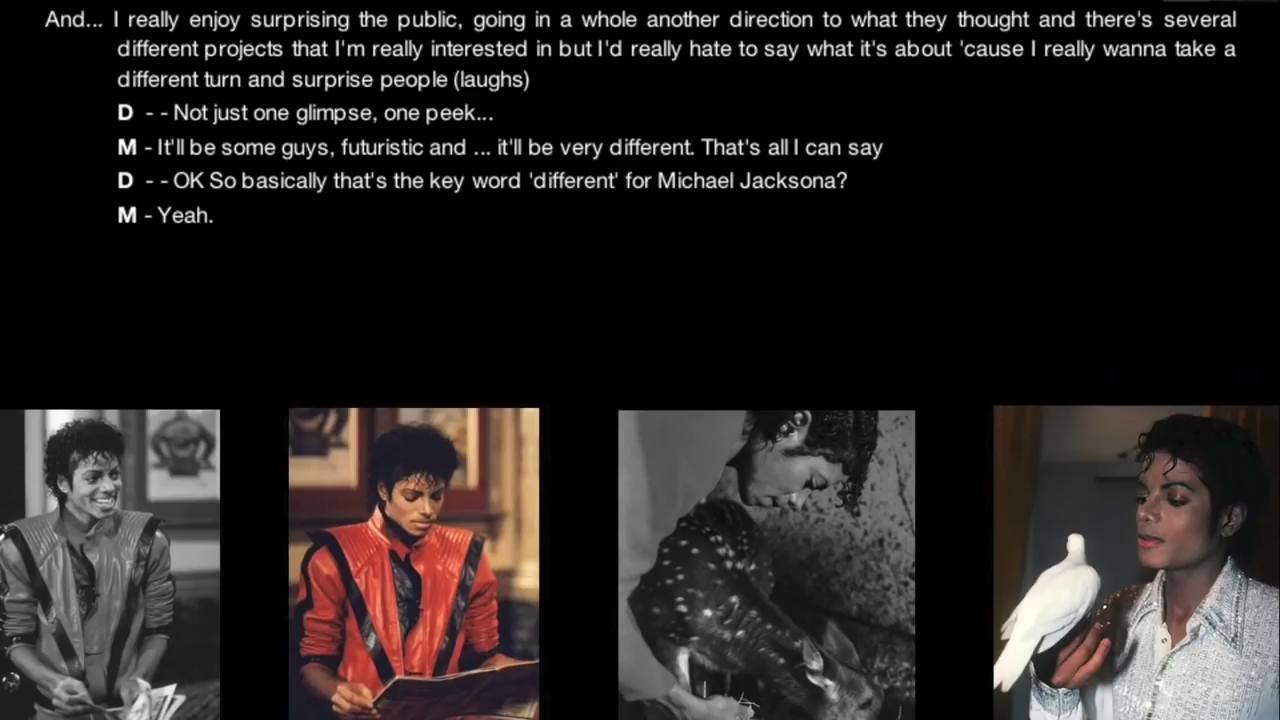 And... I really enjoy surprising the public, going in a whole another direction to what they thought and there's several
different projects that I'm really interested in but I'd really hate to say what it's about 'cause I really wanna take a
different turn and surprise people (laughs)
D - - Not just one glimpse, one peek...
M - It'll be some guys, futuristic and ... it'll be very different. That's all I can say
D - - OK So basically that's the key word 'different' for Michael Jacksona?
M - Yeah.